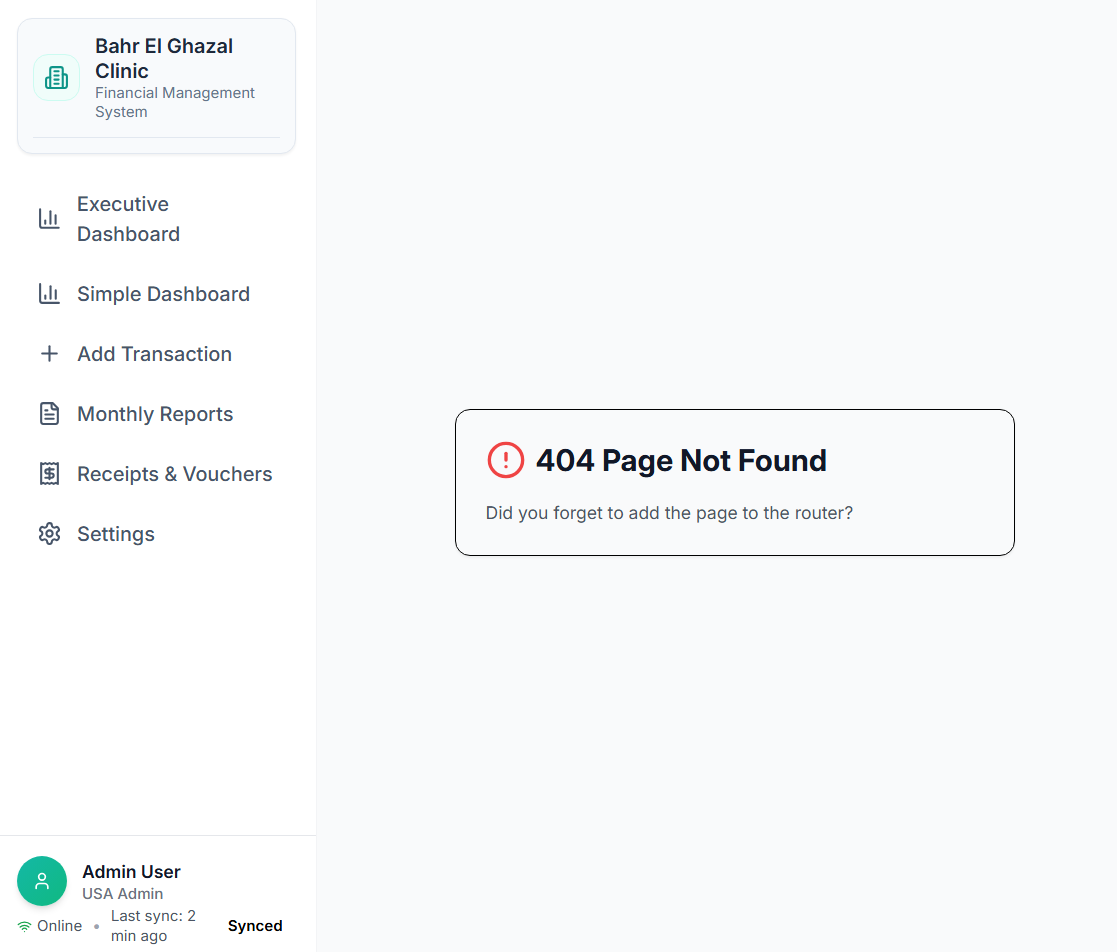 Bahr El Ghazal
Clinic
Financial Management
System
Executive
Dashboard
Simple Dashboard
Add Transaction
Monthly Reports
Receipts & Vouchers
Settings
404 Page Not Found
Did you forget to add the page to the router?
Admin User
USA Admin
Online • Last sync: 2
min ago
Synced